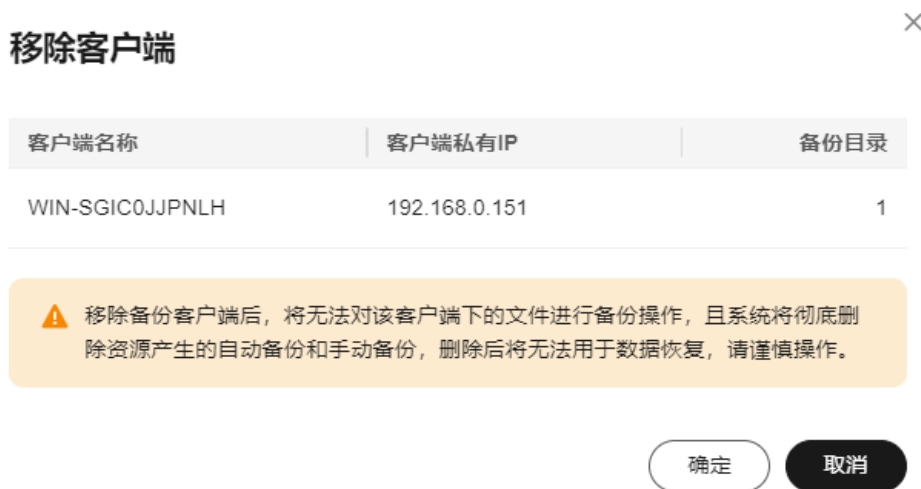 移除客户端
客户端名称 客户端私有IP 备份目录
WIN-SGIC0JJPNLH 192.168.0.151 1
移除备份客户端后，将无法对该客户端下的文件进行备份操作，且系统将彻底删
除资源产生的自动备份和手动备份，删除后将无法用于数据恢复，请谨慎操作。
确定 取消